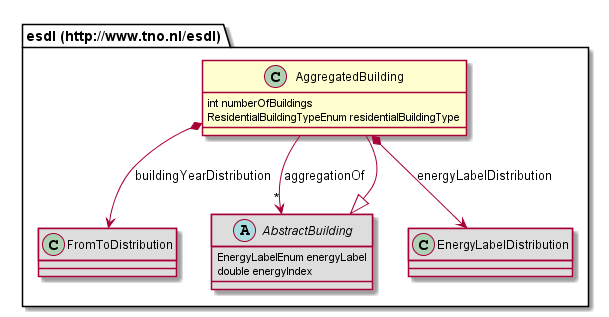 esdl (http://www.tno.nl/esdl)
C AggregatedBuilding
int numberOfBuildings
ResidentialBuildingTypeEnum residentialBuildingType
buildingYearDistribution
aggregationOf
energyLabelDistribution
*
C FromToDistribution
A AbstractBuilding
EnergyLabelEnum energyLabel
double energyIndex
C EnergyLabelDistribution